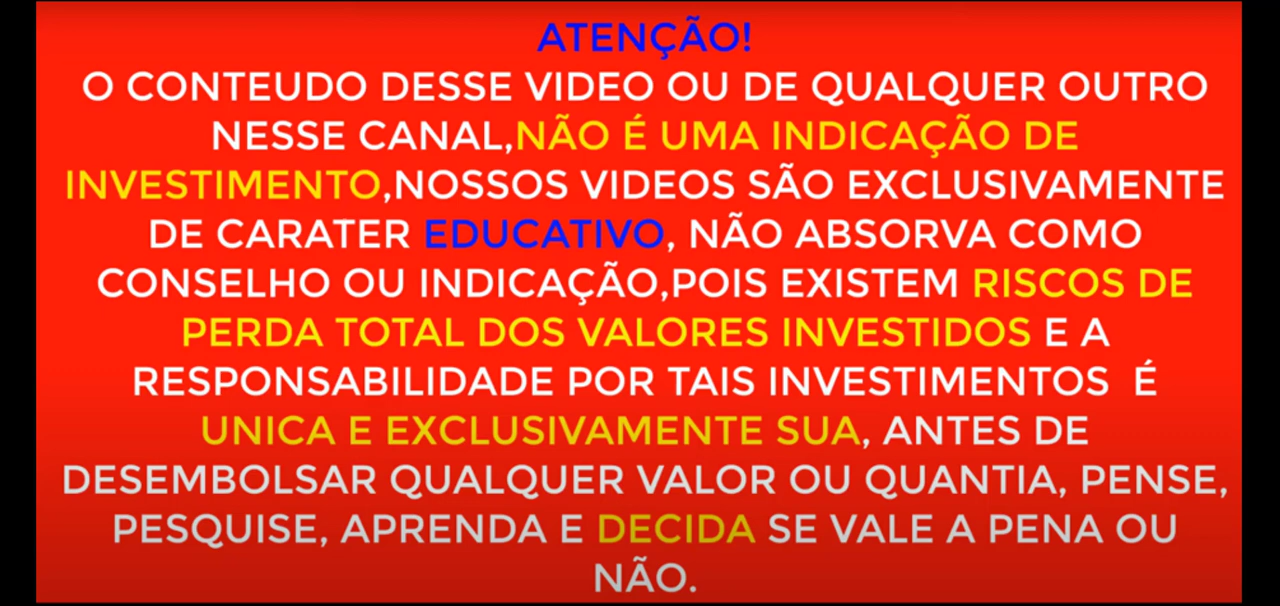 ATENÇÃO!
O CONTEUDO DESSE VIDEO OU DE QUALQUER OUTRO
NESSE CANAL,NÃO É UMA INDICAÇÃO DE
INVESTIMENTO,NOSSOS VIDEOS SÃO EXCLUSIVAMENTE
DE CARATER EDUCATIVO, NÃO ABSORVA COMO
CONSELHO OU INDICAÇÃO,POIS EXISTEM RISCOS DE
PERDA TOTAL DOS VALORES INVESTIDOS E A
RESPONSABILIDADE POR TAIS INVESTIMENTOS É
UNICA E EXCLUSIVAMENTE SUA, ANTES DE
DESEMBOLSAR QUALQUER VALOR OU QUANTIA, PENSE,
PESQUISE, APRENDA E DECIDA SE VALE A PENA OU
NÃO.